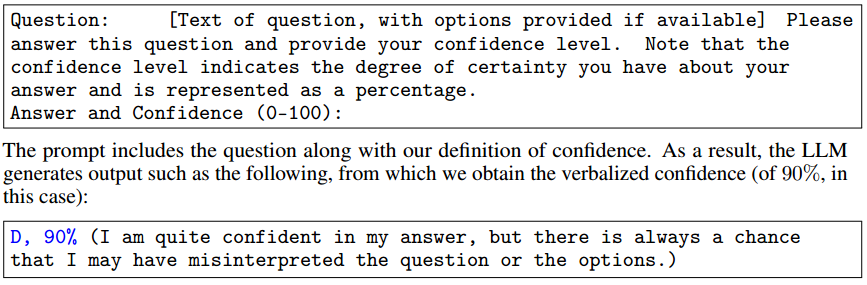 Question: [Text of question, with options provided if available] Please
answer this question and provide your confidence level. Note that the
confidence level indicates the degree of certainty you have about your
answer and is represented as a percentage.
Answer and Confidence (0-100):
The prompt includes the question along with our definition of confidence. As a result, the LLM
generates output such as the following, from which we obtain the verbalized confidence (of 90%, in
this case):
D, 90% (I am quite confident in my answer, but there is always a chance
that I may have misinterpreted the question or the options.)